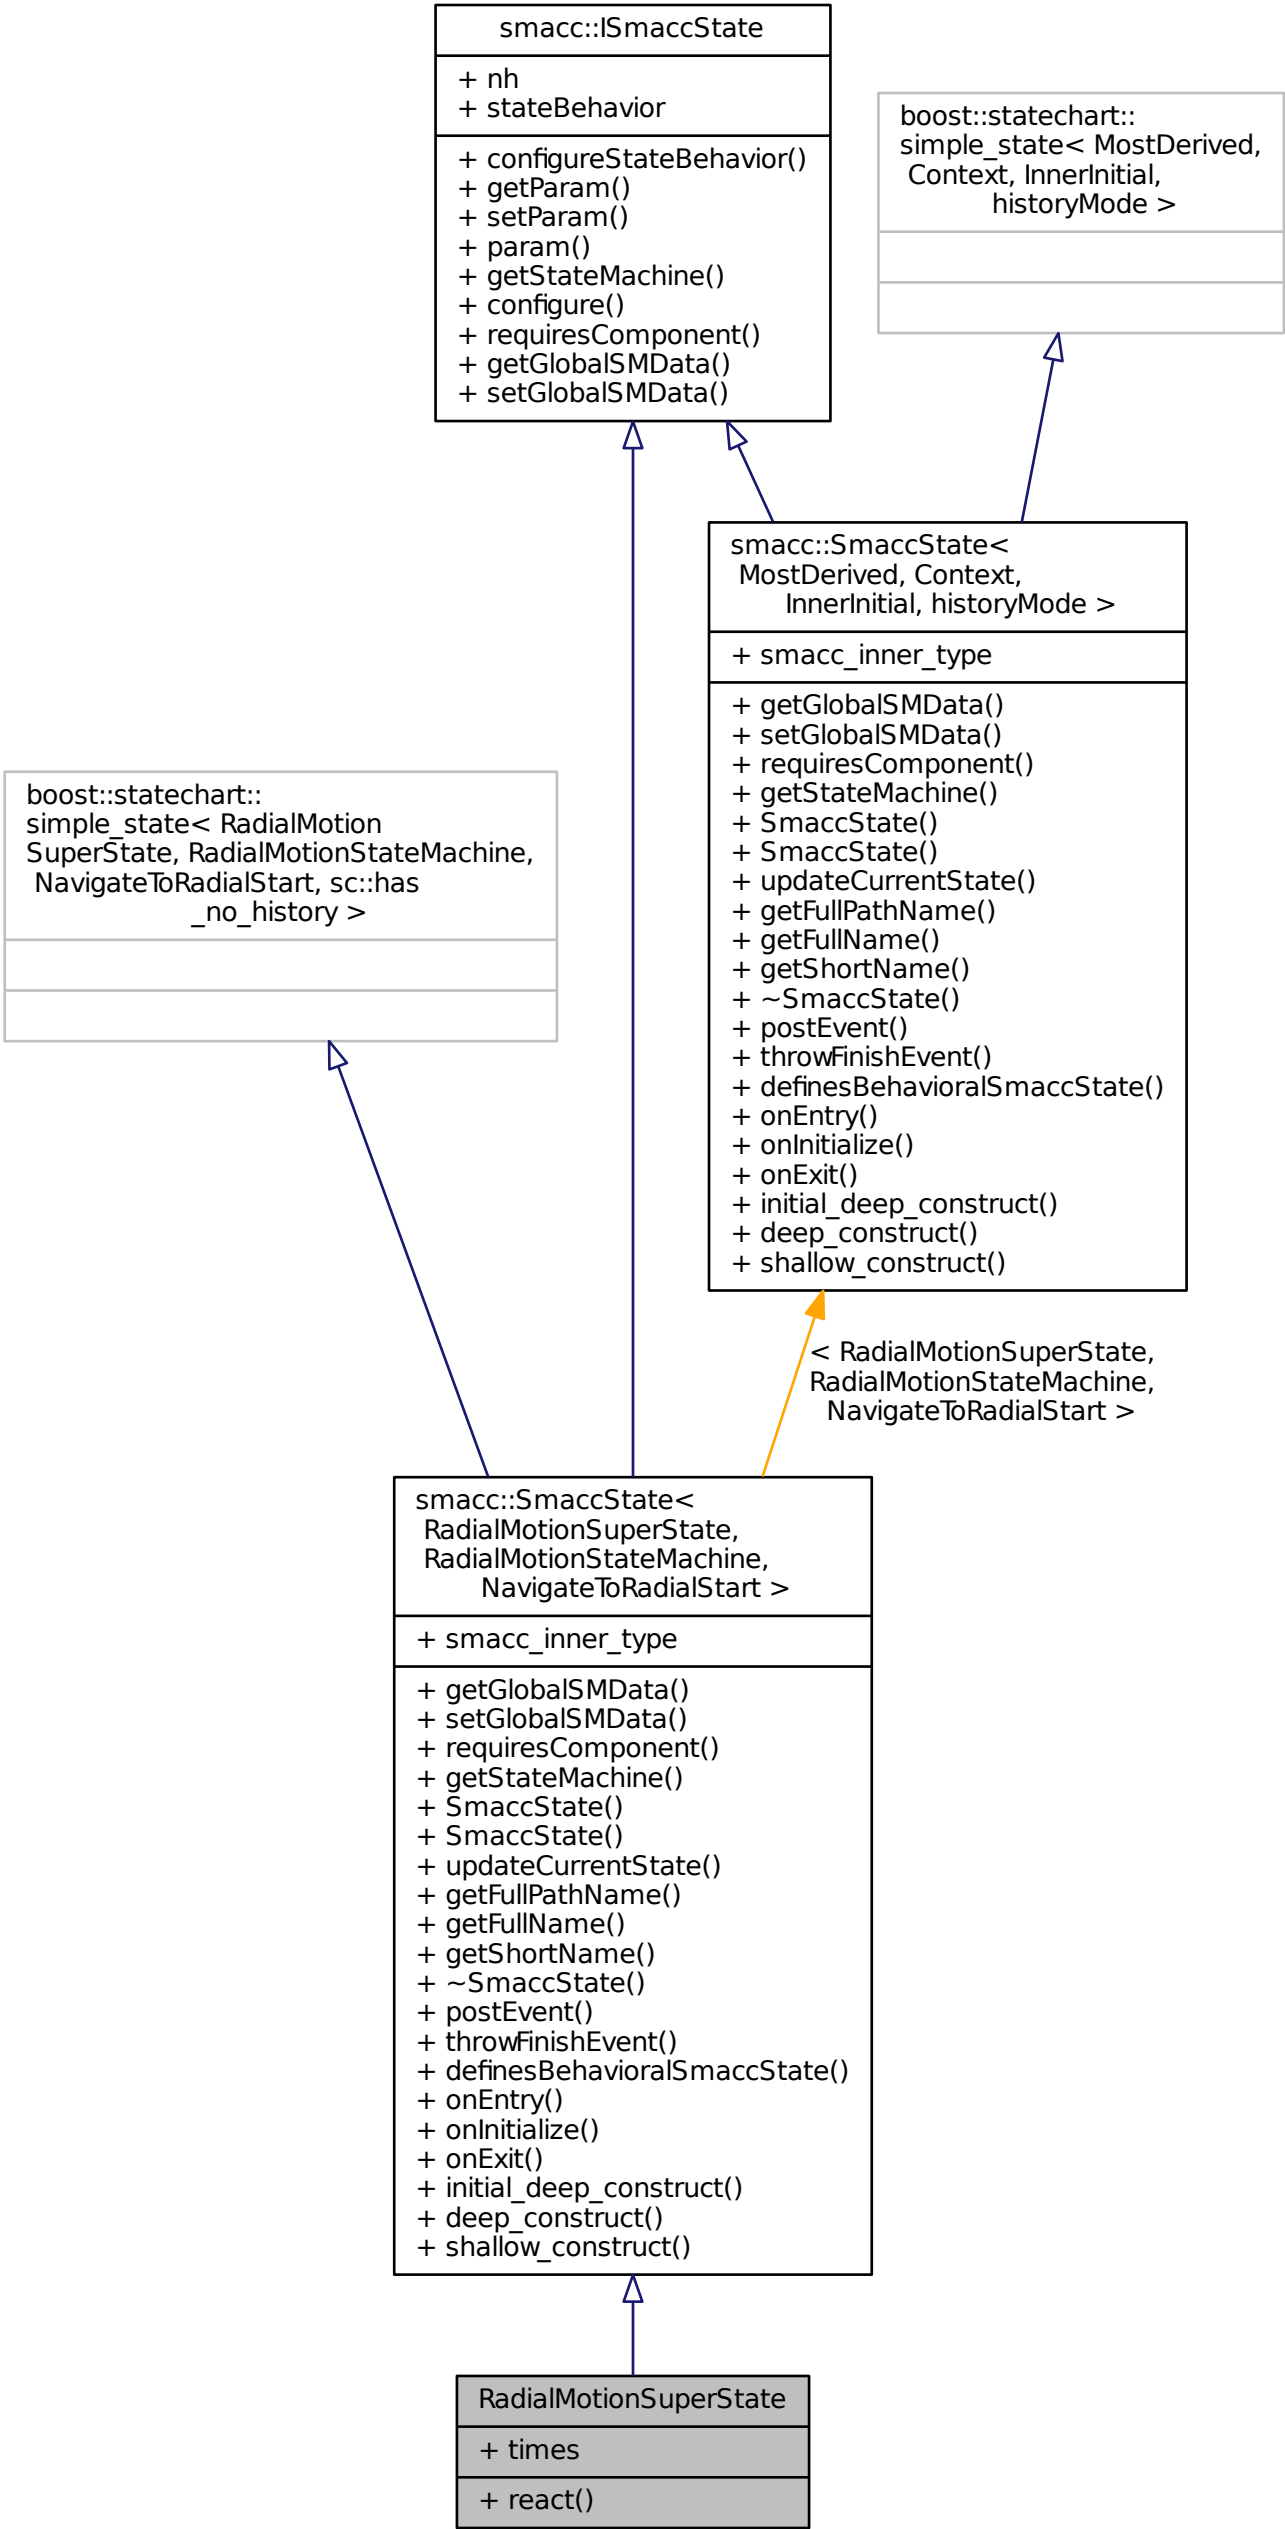 smacc::ISmaccState
+ nh
+ stateBehavior
+ configureStateBehavior()
+ getParam()
+ setParam()
+ param()
+ getStateMachine()
+ configure()
+ requiresComponent()
+ getGlobalSMData()
+ setGlobalSMData()
boost::statechart::
simple_state< MostDerived,
Context, InnerInitial,
historyMode >
smacc::SmaccState<
MostDerived, Context,
InnerInitial, historyMode >
+ smacc_inner_type
+ getGlobalSMData()
+ setGlobalSMData()
+ requiresComponent()
+ getStateMachine()
+ SmaccState()
+ SmaccState()
+ updateCurrentState()
+ getFullPathName()
+ getFullName()
+ getShortName()
+ ~SmaccState()
+ postEvent()
+ throwFinishEvent()
+ definesBehavioralSmaccState()
+ onEntry()
+ onInitialize()
+ onExit()
+ initial_deep_construct()
+ deep_construct()
+ shallow_construct()
boost::statechart::
simple_state< RadialMotion
SuperState, RadialMotionStateMachine,
NavigateToRadialStart, sc::has
_no_history >
< RadialMotionSuperState,
RadialMotionStateMachine,
NavigateToRadialStart >
smacc::SmaccState<
RadialMotionSuperState,
RadialMotionStateMachine,
NavigateToRadialStart >
+ smacc_inner_type
+ getGlobalSMData()
+ setGlobalSMData()
+ requiresComponent()
+ getStateMachine()
+ SmaccState()
+ SmaccState()
+ updateCurrentState()
+ getFullPathName()
+ getFullName()
+ getShortName()
+ ~SmaccState()
+ postEvent()
+ throwFinishEvent()
+ definesBehavioralSmaccState()
+ onEntry()
+ onInitialize()
+ onExit()
+ initial_deep_construct()
+ deep_construct()
+ shallow_construct()
RadialMotionSuperState
+ times
+ react()